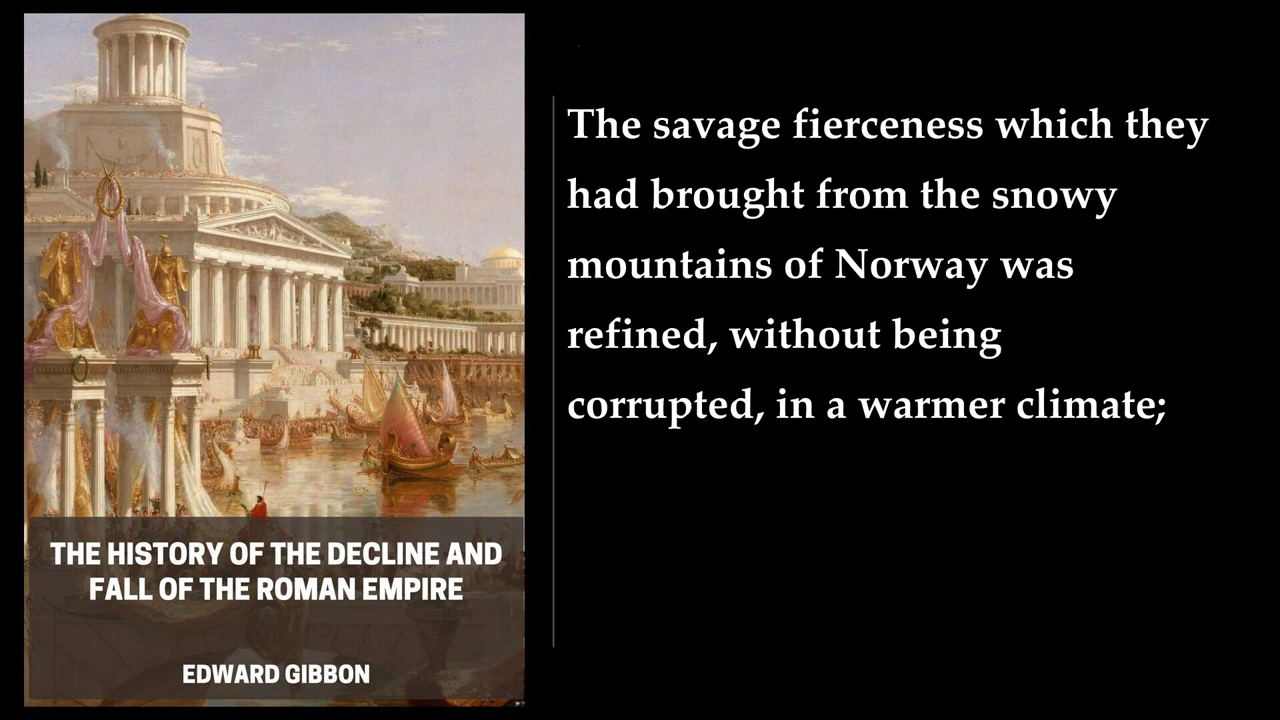 THE HISTORY OF THE DECLINE AND
FALL OF THE ROMAN EMPIRE
EDWARD GIBBON
The savage fierceness which they
had brought from the snowy
mountains of Norway was
refined, without being
corrupted, in a warmer climate;